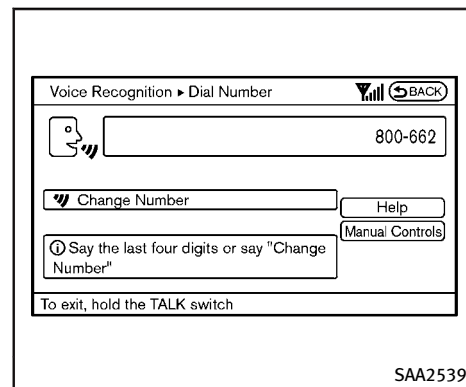 Voice Recognition ▸ Dial Number
BACK
800-662
Change Number
Help
Manual Controls
Say the last four digits or say "Change
Number"
To exit, hold the TALK switch
SAA2539